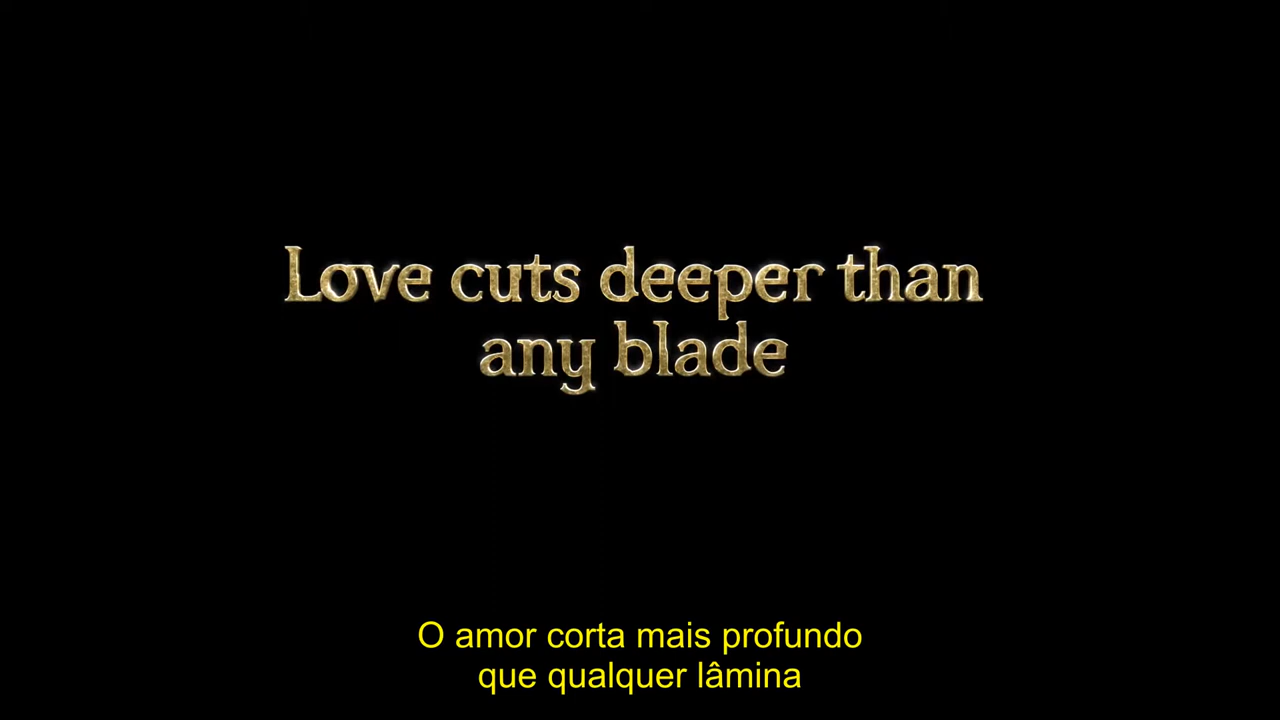 Love cuts deeper than
any blade
O amor corta mais profundo
que qualquer lâmina